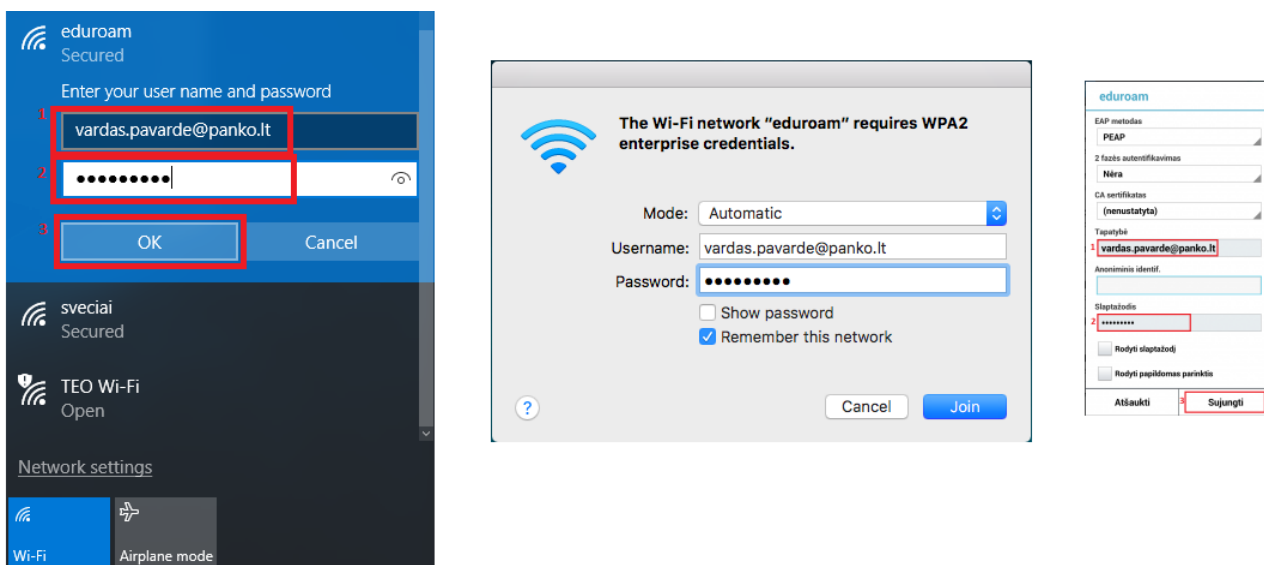 eduroam
Secured
Enter your user name and password
1
vardas.pavarde@panko.lt
2
•••••••••
3
OK Cancel
sveciai
Secured
TEO Wi-Fi
Open
Network settings
Wi-Fi Airplane mode
The Wi-Fi network “eduroam” requires WPA2
enterprise credentials.
Mode: Automatic
Username: vardas.pavarde@panko.lt
Password: •••••••••
Show password
Remember this network
? Cancel Join
eduroam
EAP metodas
PEAP
2 fazės autentifikavimas
Nėra
CA sertifikatas
(nenustatyta)
Tapatybė
1 vardas.pavarde@panko.lt
Anoniminis identif.
Slaptažodis
2 •••••••••
Rodyti slaptažodį
Rodyti papildomas parinktis
Atšaukti 3 Sujungti